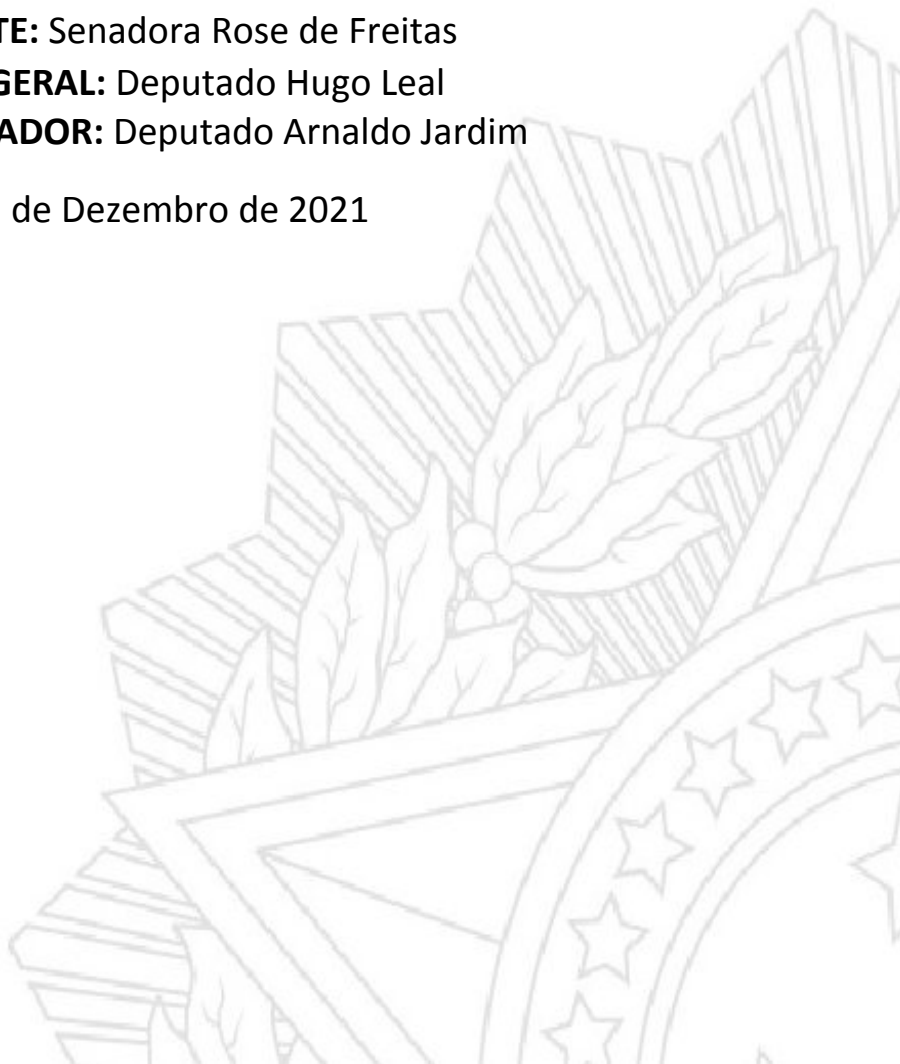 TE: Senadora Rose de Freitas
GERAL: Deputado Hugo Leal
ADOR: Deputado Arnaldo Jardim
de Dezembro de 2021